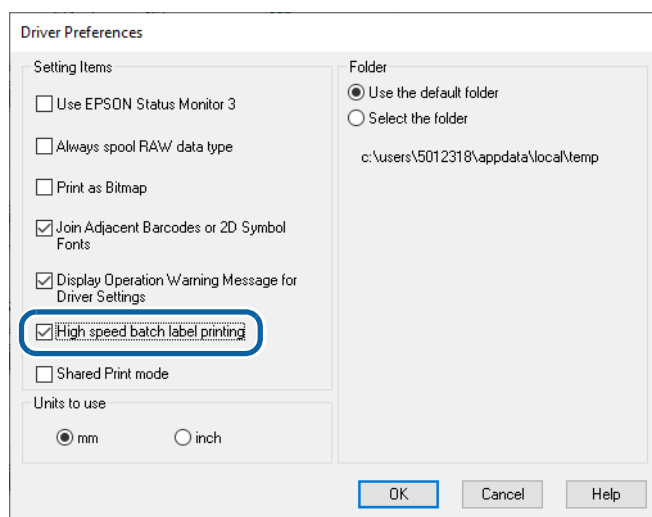 Driver Preferences
Setting Items
Use EPSON Status Monitor 3
Always spool RAW data type
Print as Bitmap
Join Adjacent Barcodes or 2D Symbol
Fonts
Display Operation Warning Message for
Driver Settings
High speed batch label printing
Shared Print mode
Units to use
mm
inch
Folder
Use the default folder
Select the folder
c:\users\5012318\appdata\local\temp
OK
Cancel
Help